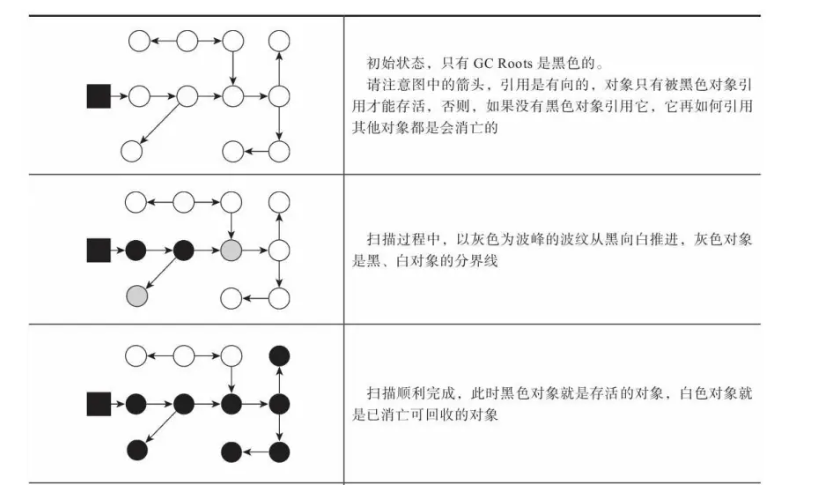 初始状态，只有 GC Roots 是黑色的。
请注意图中的箭头，引用是有向的，对象只有被黑色对象引
用才能存活，否则，如果没有黑色对象引用它，它再如何引用
其他对象都是会消亡的
扫描过程中，以灰色为波峰的波纹从黑向白推进，灰色对象
是黑、白对象的分界线
扫描顺利完成，此时黑色对象就是存活的对象，白色对象就
是已消亡可回收的对象